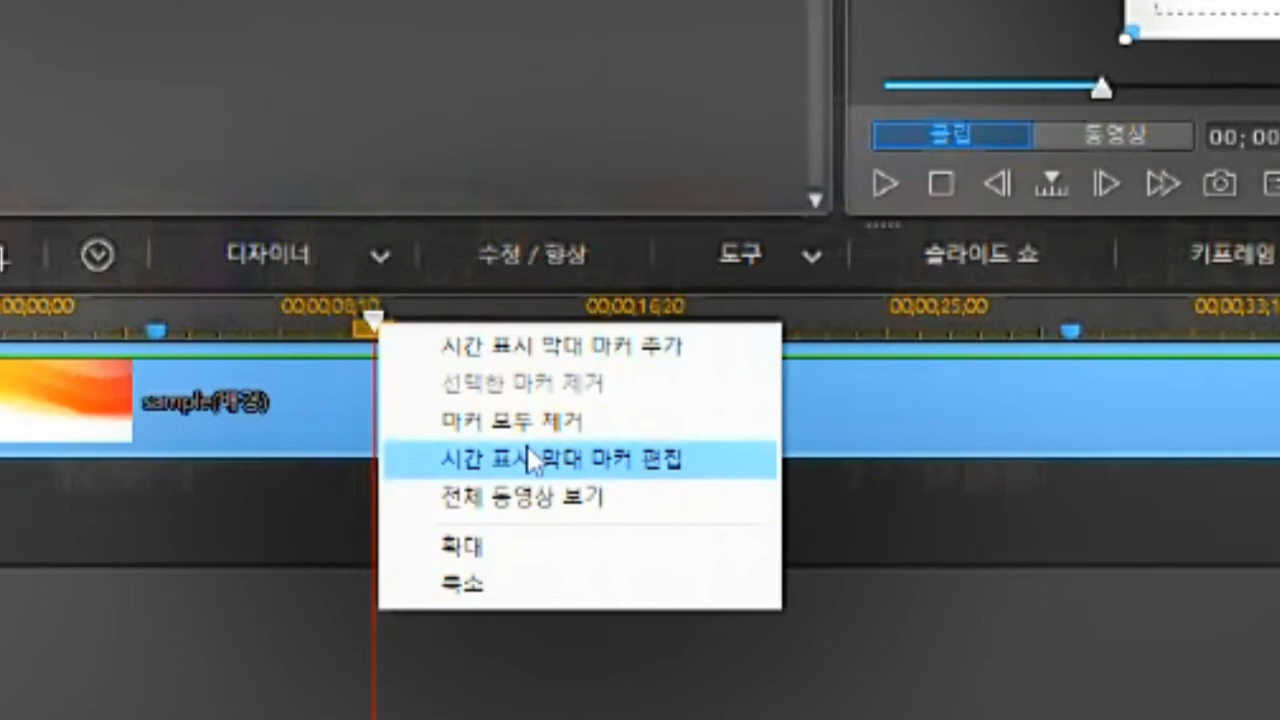 클립 동영상 00; 00
디자이너 수정 / 향상 도구 슬라이드 쇼 키프레임
00;00;00 00;00;08;10 00;00;16;20 00;00;25;00 00;00;33;1
시간 표시 막대 마커 추가
선택한 마커 제거
sample(배경)
마커 모두 제거
시간 표시 막대 마커 편집
전체 동영상 보기
확대
축소